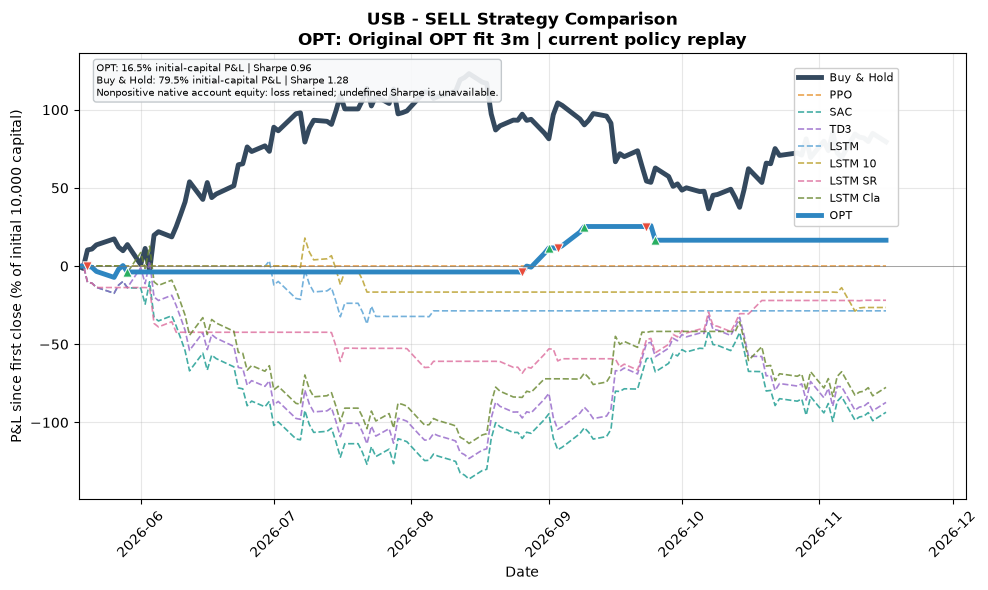 USB - SELL Strategy Comparison
OPT: Original OPT fit 3m | current policy replay
OPT: 16.5% initial-capital P&L | Sharpe 0.96
Buy & Hold: 79.5% initial-capital P&L | Sharpe 1.28
Nonpositive native account equity: loss retained; undefined Sharpe is unavailable.
Buy & Hold
PPO
SAC
TD3
LSTM
LSTM 10
LSTM SR
LSTM Cla
OPT
P&L since first close (% of initial 10,000 capital)
100
50
0
−50
−100
2026-06
2026-07
2026-08
2026-09
2026-10
2026-11
2026-12
Date